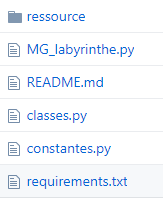 ressource
MG_labyrinthe.py
README.md
classes.py
constantes.py
requirements.txt